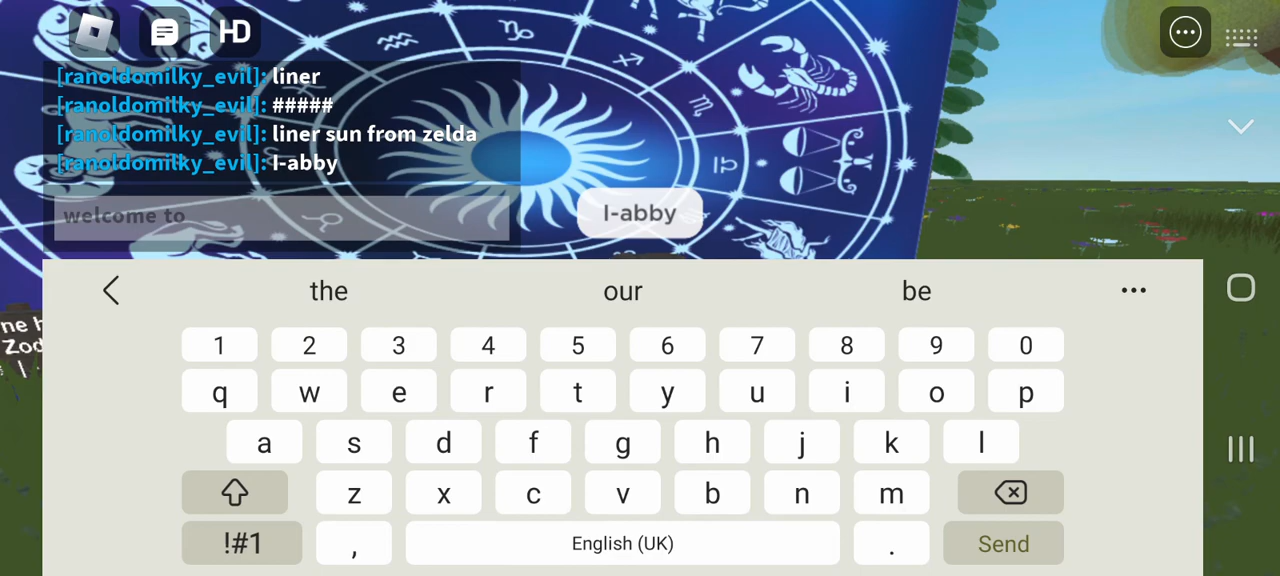 HD
[ranoldomilky_evil]: liner
[ranoldomilky_evil]: #####
[ranoldomilky_evil]: liner sun from zelda
[ranoldomilky_evil]: I-abby
welcome to
I-abby
the our be
1 2 3 4 5 6 7 8 9 0
q w e r t y u i o p
a s d f g h j k l
z x c v b n m
!#1 , English (UK) . Send